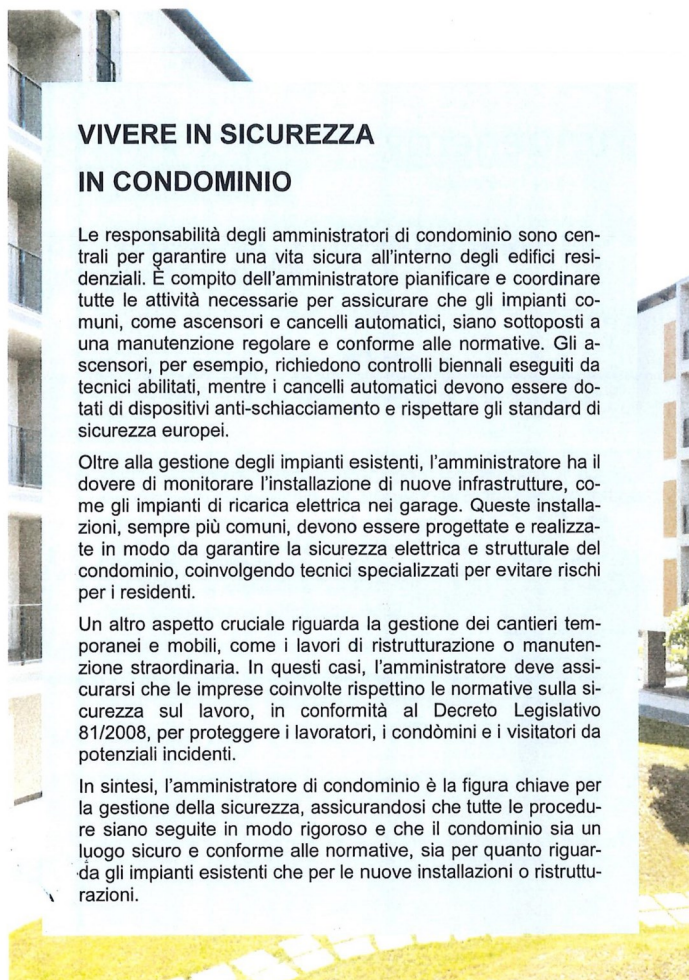 VIVERE IN SICUREZZA
IN CONDOMINIO
Le responsabilità degli amministratori di condominio sono cen-
trali per garantire una vita sicura all'interno degli edifici resi-
denziali. È compito dell'amministratore pianificare e coordinare
tutte le attività necessarie per assicurare che gli impianti co-
muni, come ascensori e cancelli automatici, siano sottoposti a
una manutenzione regolare e conforme alle normative. Gli a-
scensori, per esempio, richiedono controlli biennali eseguiti da
tecnici abilitati, mentre i cancelli automatici devono essere do-
tati di dispositivi anti-schiacciamento e rispettare gli standard di
sicurezza europei.
Oltre alla gestione degli impianti esistenti, l'amministratore ha il
dovere di monitorare l'installazione di nuove infrastrutture, co-
me gli impianti di ricarica elettrica nei garage. Queste installa-
zioni, sempre più comuni, devono essere progettate e realizza-
te in modo da garantire la sicurezza elettrica e strutturale del
condominio, coinvolgendo tecnici specializzati per evitare rischi
per i residenti.
Un altro aspetto cruciale riguarda la gestione dei cantieri tem-
poranei e mobili, come i lavori di ristrutturazione o manuten-
zione straordinaria. In questi casi, l'amministratore deve assi-
curarsi che le imprese coinvolte rispettino le normative sulla si-
curezza sul lavoro, in conformità al Decreto Legislativo
81/2008, per proteggere i lavoratori, i condòmini e i visitatori da
potenziali incidenti.
In sintesi, l'amministratore di condominio è la figura chiave per
la gestione della sicurezza, assicurandosi che tutte le procedu-
re siano seguite in modo rigoroso e che il condominio sia un
luogo sicuro e conforme alle normative, sia per quanto riguar-
da gli impianti esistenti che per le nuove installazioni o ristruttu-
razioni.